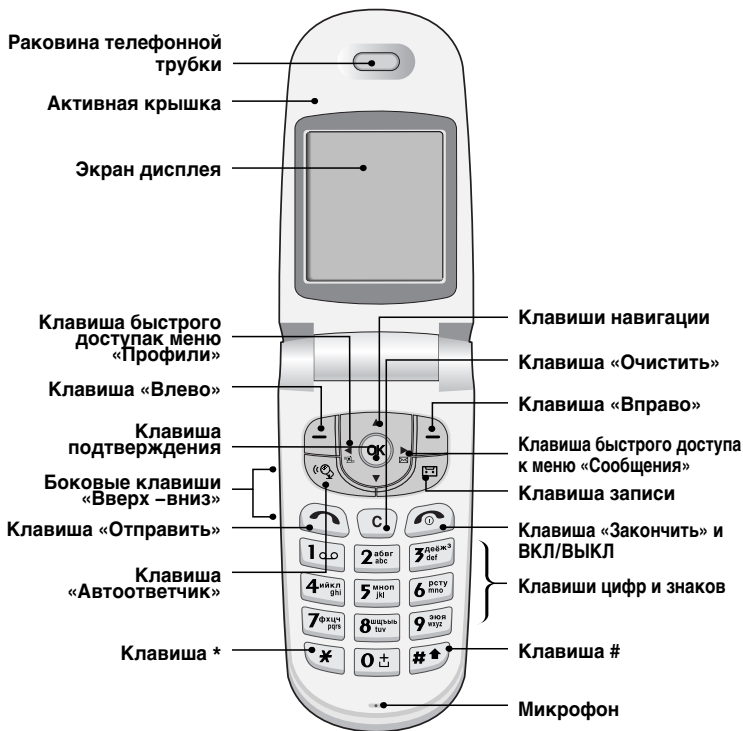 Раковина телефонной
трубки
Активная крышка
Экран дисплея
Клавиша быстрого
доступак меню
«Профили»
Клавиша «Влево»
Клавиша
подтверждения
Боковые клавиши
«Вверх –вниз»
Клавиша «Отправить»
Клавиша
«Автоответчик»
Клавиша *
Клавиши навигации
Клавиша «Очистить»
Клавиша «Вправо»
Клавиша быстрого доступа
к меню «Сообщения»
Клавиша записи
Клавиша «Закончить» и
ВКЛ/ВЫКЛ
Клавиши цифр и знаков
Клавиша #
Микрофон
OK
C
1
2 абвг abc
3 деёжз def
4 ийкл ghi
5 мноп jkl
6 рсту mno
7 фхцч pqrs
8 шщъыь tuv
9 эюя wxyz
*
0
#